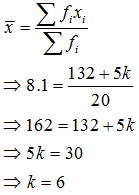 x̄ = ∑ fᵢxᵢ / ∑ fᵢ
⇒ 8.1 = (132 + 5k) / 20
⇒ 162 = 132 + 5k
⇒ 5k = 30
⇒ k = 6